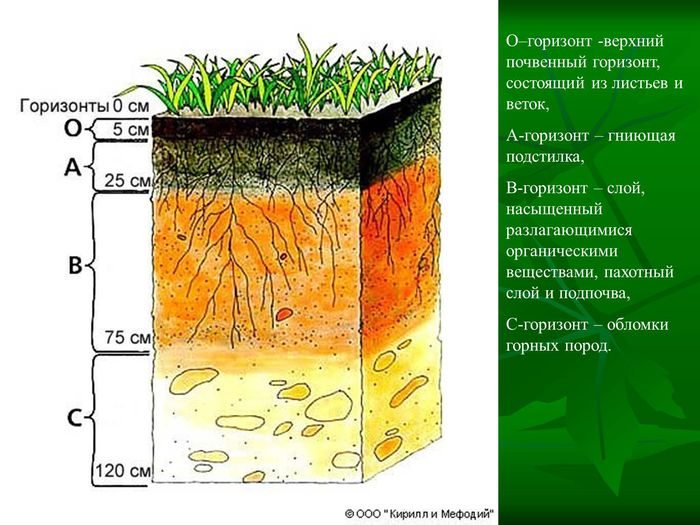 Горизонты 0 см
О
5 см
А
25 см
В
75 см
С
120 см
© ООО "Кирилл и Мефодий"
О–горизонт -верхний
почвенный горизонт,
состоящий из листьев и
веток,
А-горизонт – гниющая
подстилка,
В-горизонт – слой,
насыщенный
разлагающимися
органическими
веществами, пахотный
слой и подпочва,
С-горизонт – обломки
горных пород.